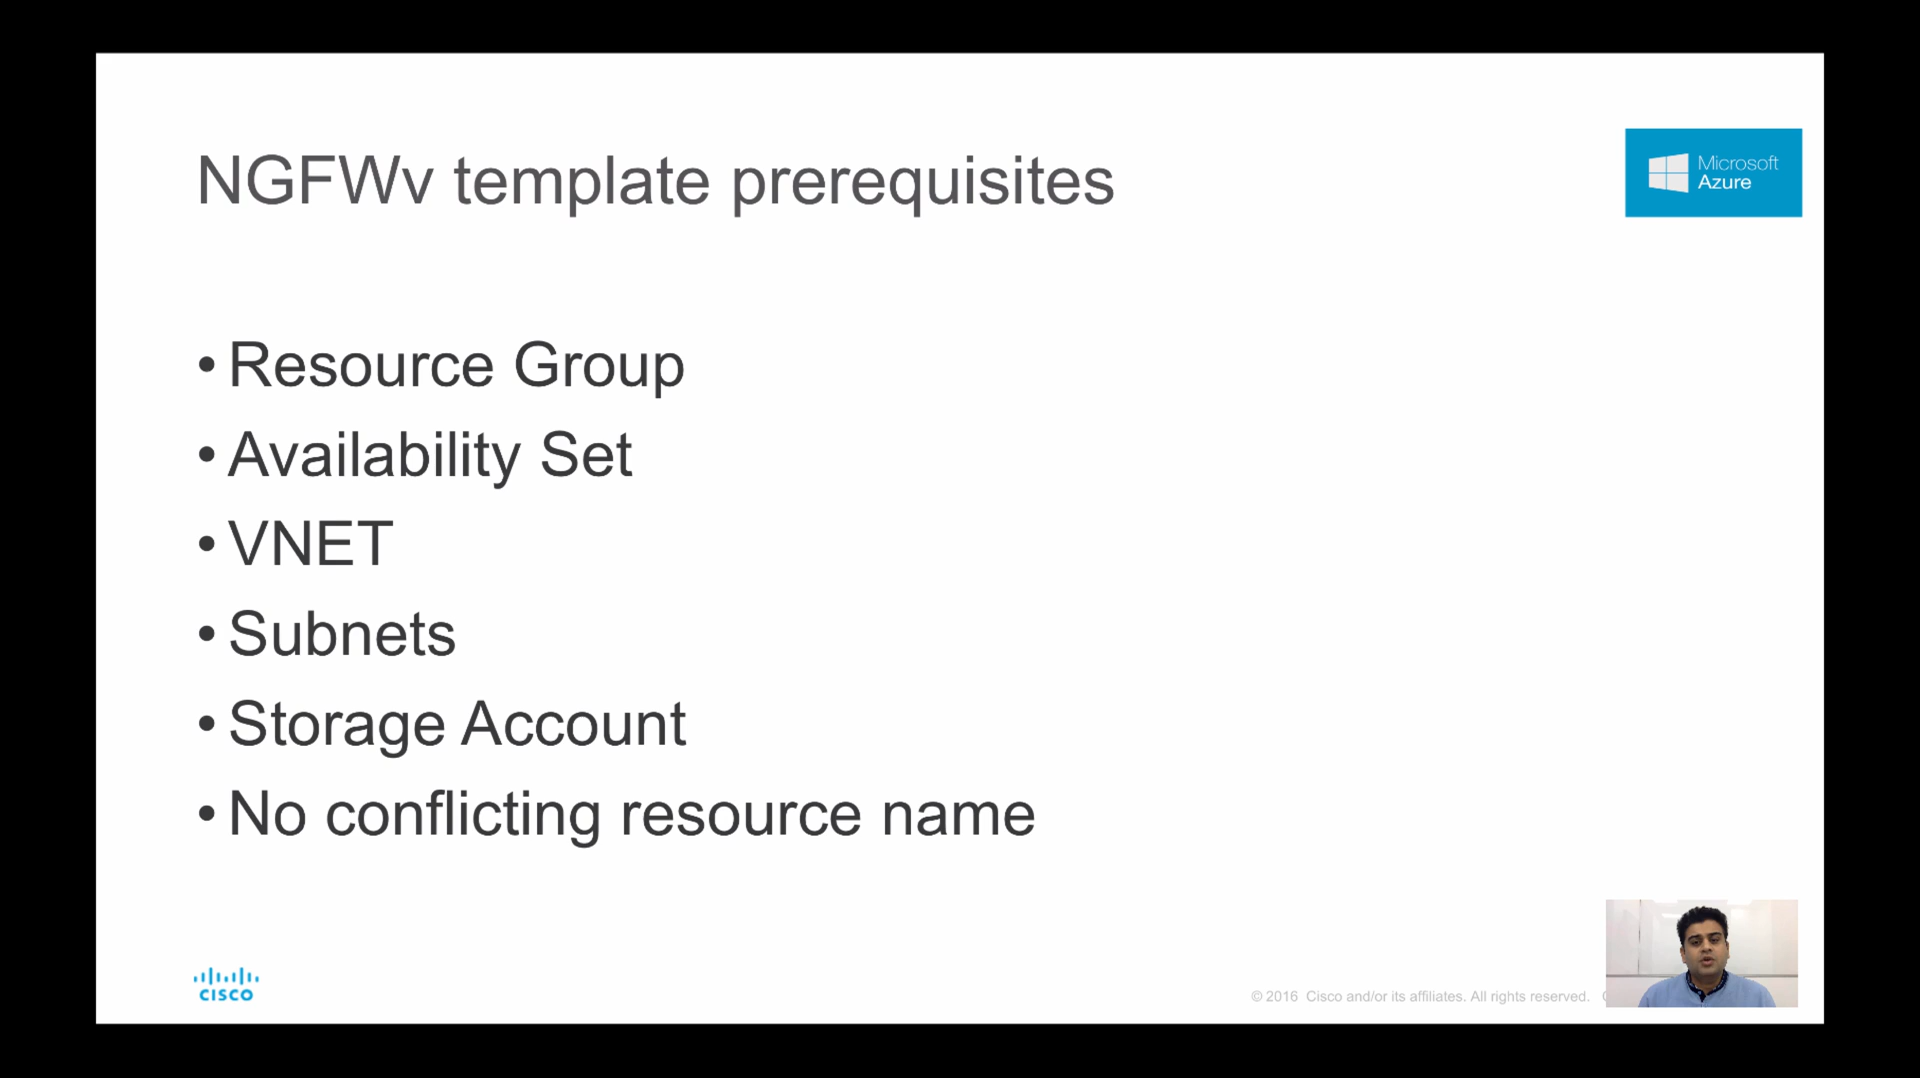 NGFWv template prerequisites
Microsoft
Azure
• Resource Group
• Availability Set
• VNET
• Subnets
• Storage Account
• No conflicting resource name
CISCO
© 2016 Cisco and/or its affiliates. All rights reserved.